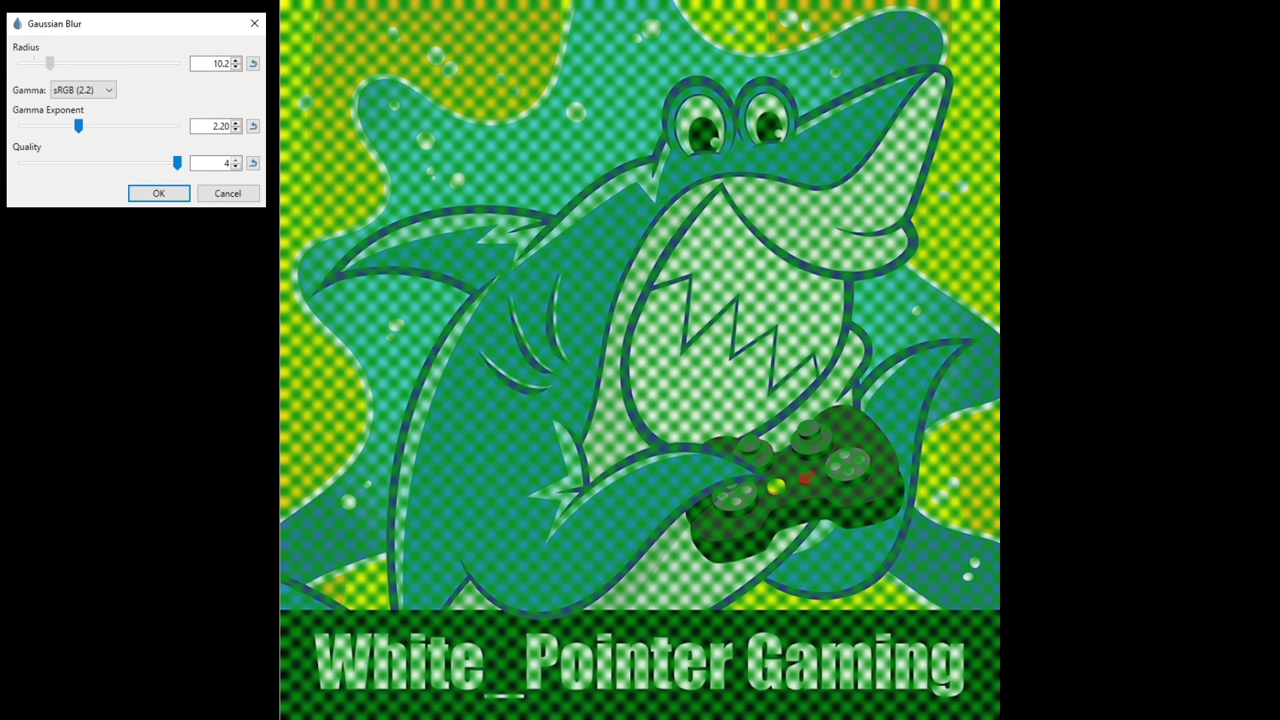 Gaussian Blur
Radius
10.2
Gamma: sRGB (2.2)
Gamma Exponent
2.20
Quality
4
OK Cancel
White_Pointer Gaming